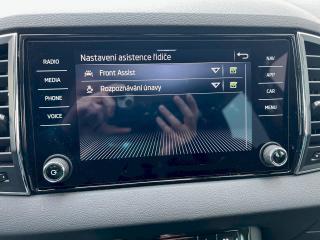 Nastavení asistence řidiče
RADIO
MEDIA
PHONE
VOICE
Front Assist
Rozpoznávání únavy
NAV
APP
CAR
MENU